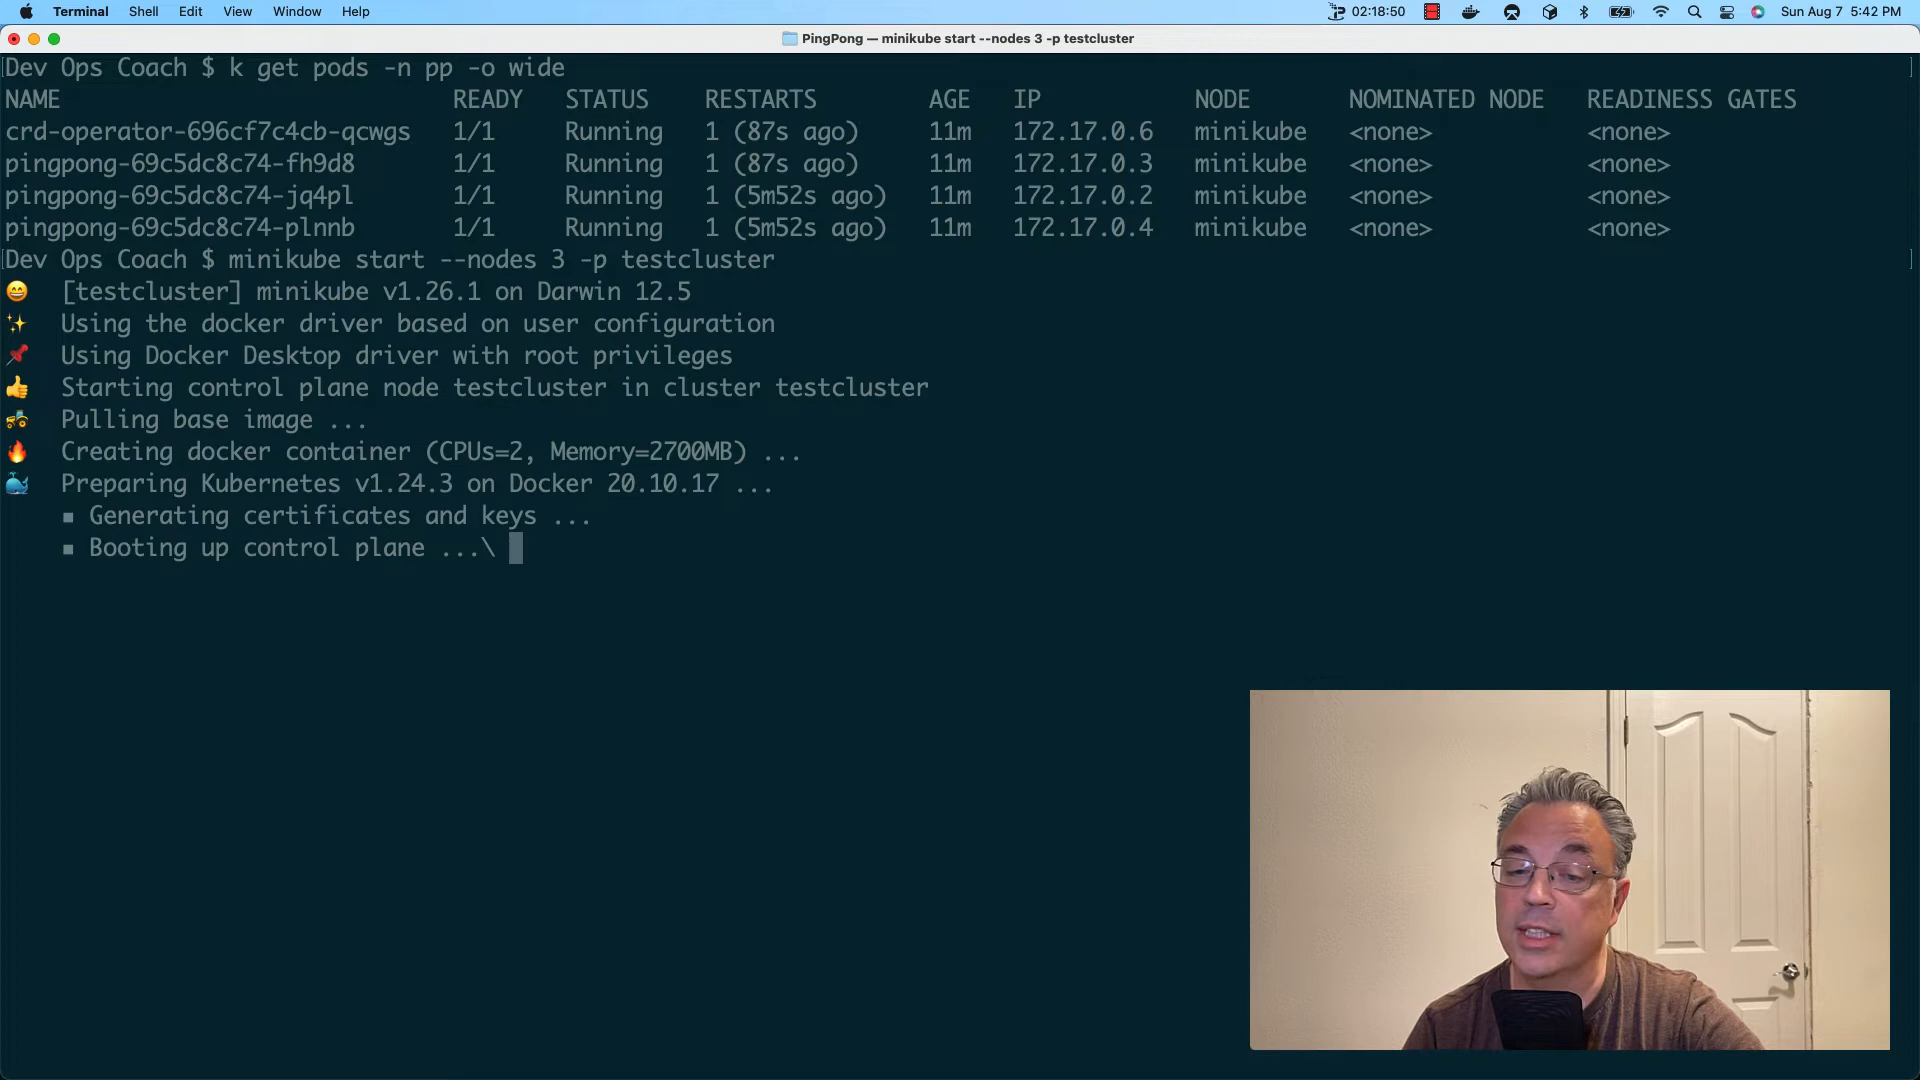 Terminal Shell Edit View Window Help 02:18:50 Sun Aug 7 5:42 PM
PingPong — minikube start --nodes 3 -p testcluster
Dev Ops Coach $ k get pods -n pp -o wide
NAME READY STATUS RESTARTS AGE IP NODE NOMINATED NODE READINESS GATES
crd-operator-696cf7c4cb-qcwgs 1/1 Running 1 (87s ago) 11m 172.17.0.6 minikube <none> <none>
pingpong-69c5dc8c74-fh9d8 1/1 Running 1 (87s ago) 11m 172.17.0.3 minikube <none> <none>
pingpong-69c5dc8c74-jq4pl 1/1 Running 1 (5m52s ago) 11m 172.17.0.2 minikube <none> <none>
pingpong-69c5dc8c74-plnnb 1/1 Running 1 (5m52s ago) 11m 172.17.0.4 minikube <none> <none>
Dev Ops Coach $ minikube start --nodes 3 -p testcluster
😄 [testcluster] minikube v1.26.1 on Darwin 12.5
✨ Using the docker driver based on user configuration
📌 Using Docker Desktop driver with root privileges
👍 Starting control plane node testcluster in cluster testcluster
🚜 Pulling base image ...
🔥 Creating docker container (CPUs=2, Memory=2700MB) ...
🐳 Preparing Kubernetes v1.24.3 on Docker 20.10.17 ...
▪ Generating certificates and keys ...
▪ Booting up control plane ...\